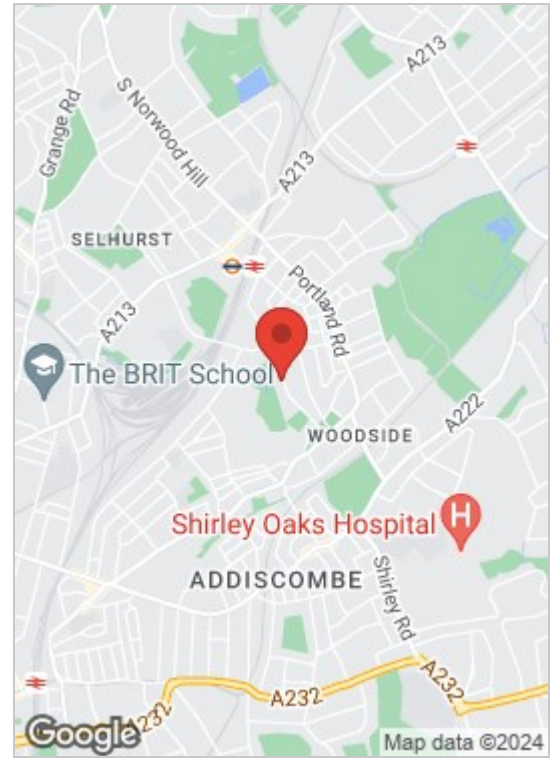 A213
Grange Rd
S Norwood Hill
A213
SELHURST
Portland Rd
A213
The BRIT School
A222
WOODSIDE
Shirley Oaks Hospital
H
ADDISCOMBE
Shirley Rd
A232
A232
A232
Google
Map data ©2024